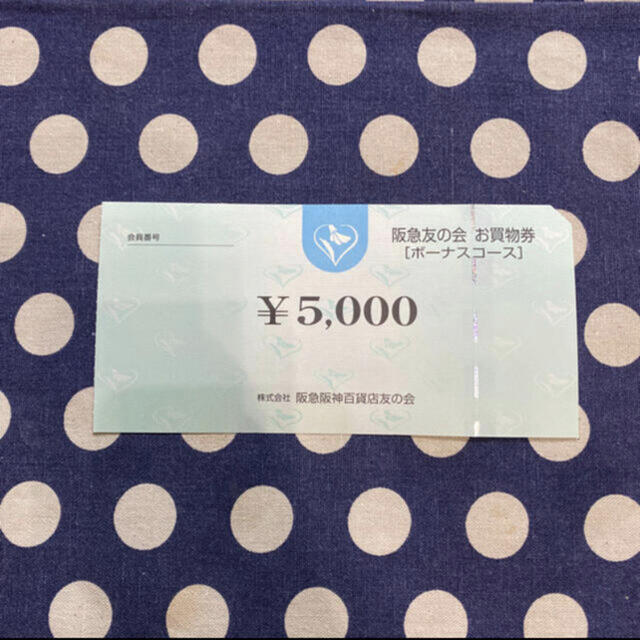 会員番号
阪急友の会 お買物券
[ボーナスコース]
￥5,000
株式会社 阪急阪神百貨店友の会